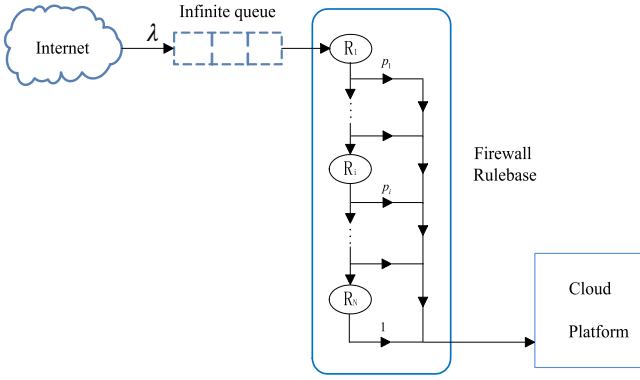 Infinite queue
Internet
λ
R1
p1
Ri
pi
Firewall
Rulebase
RN
1
Cloud
Platform